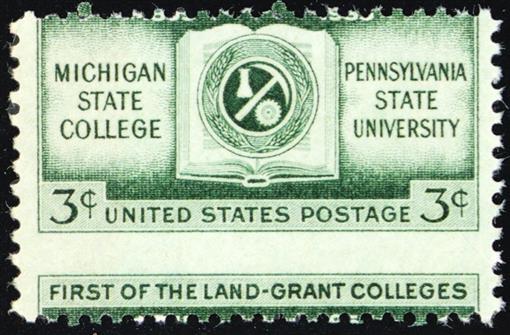 MICHIGAN
STATE
COLLEGE
PENNSYLVANIA
STATE
UNIVERSITY
3¢ UNITED STATES POSTAGE 3¢
FIRST OF THE LAND-GRANT COLLEGES